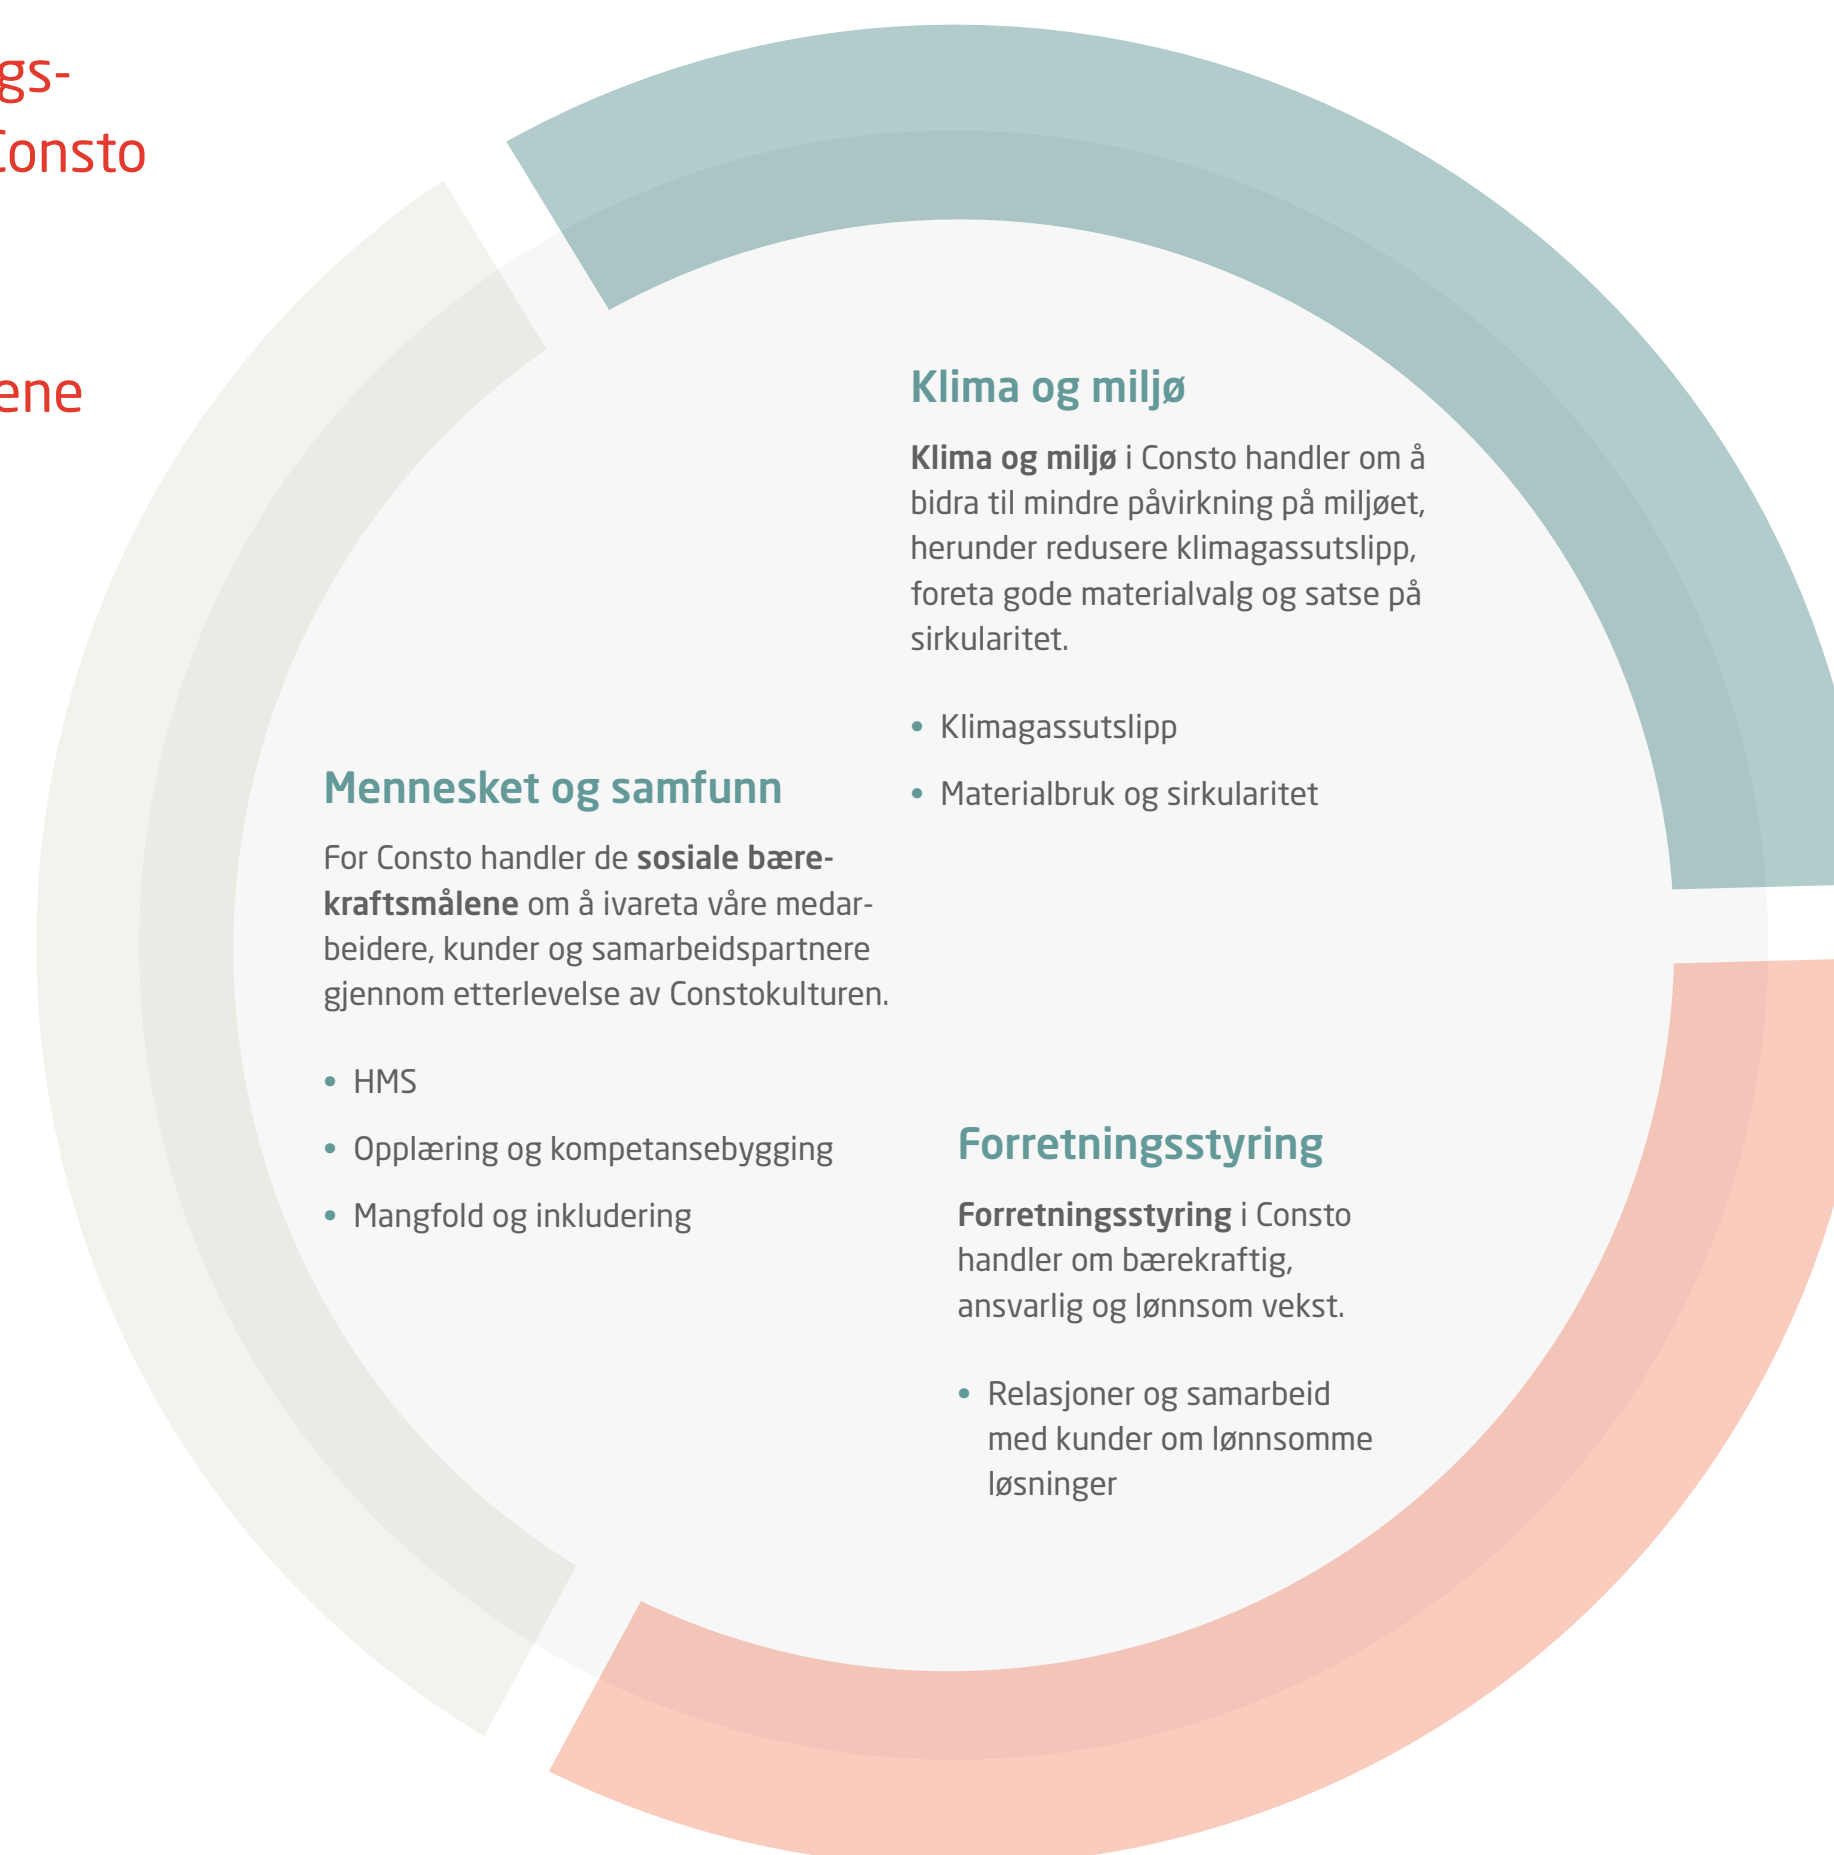 gs-
Consto
ene
Klima og miljø
Klima og miljø i Consto handler om å
bidra til mindre påvirkning på miljøet,
herunder redusere klimagassutslipp,
foreta gode materialvalg og satse på
sirkularitet.
• Klimagassutslipp
• Materialbruk og sirkularitet
Mennesket og samfunn
For Consto handler de sosiale bære-
kraftsmålene om å ivareta våre medar-
beidere, kunder og samarbeidspartnere
gjennom etterlevelse av Constokulturen.
• HMS
• Opplæring og kompetansebygging
• Mangfold og inkludering
Forretningsstyring
Forretningsstyring i Consto
handler om bærekraftig,
ansvarlig og lønnsom vekst.
• Relasjoner og samarbeid
med kunder om lønnsomme
løsninger